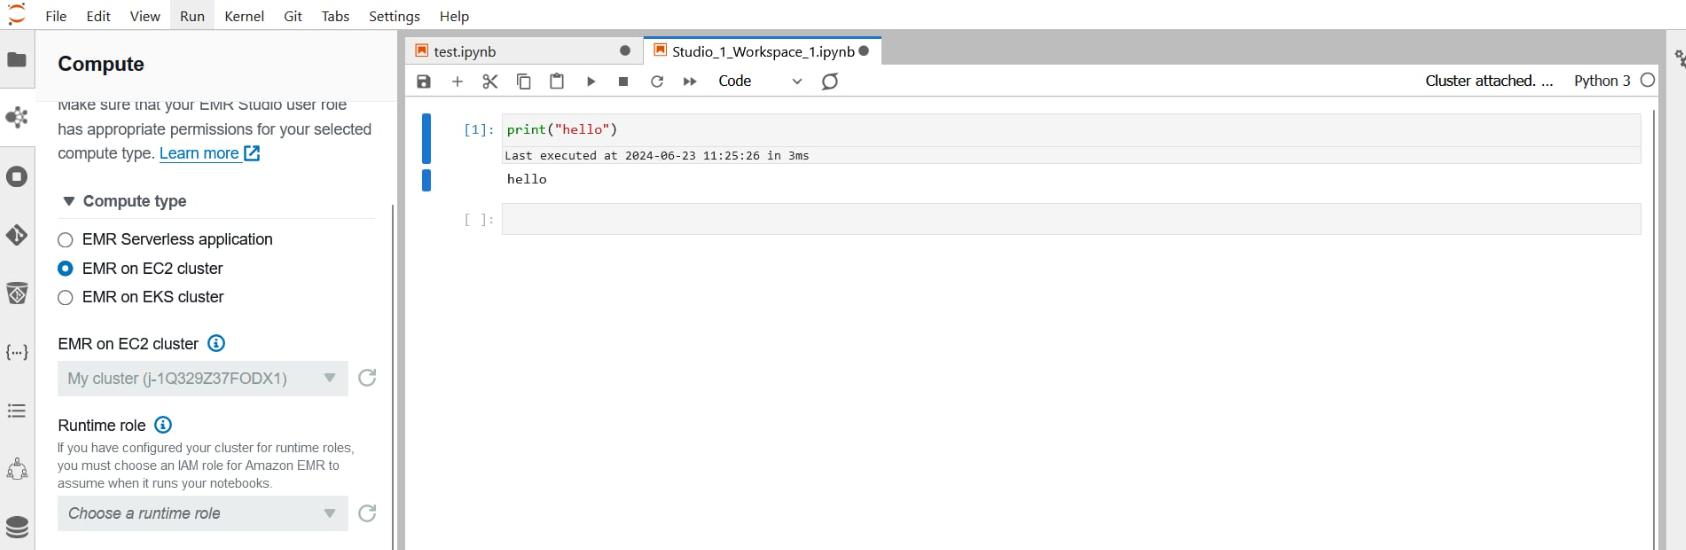 File Edit View Run Kernel Git Tabs Settings Help
Compute
Make sure that your EMR Studio user role
has appropriate permissions for your selected
compute type. Learn more
Compute type
EMR Serverless application
EMR on EC2 cluster
EMR on EKS cluster
EMR on EC2 cluster
My cluster (j-1Q329Z37FODX1)
Runtime role
If you have configured your cluster for runtime roles,
you must choose an IAM role for Amazon EMR to
assume when it runs your notebooks.
Choose a runtime role
test.ipynb
Studio_1_Workspace_1.ipynb
Code
Cluster attached. ...
Python 3
[1]: print("hello")
Last executed at 2024-06-23 11:25:26 in 3ms
hello
[ ]: